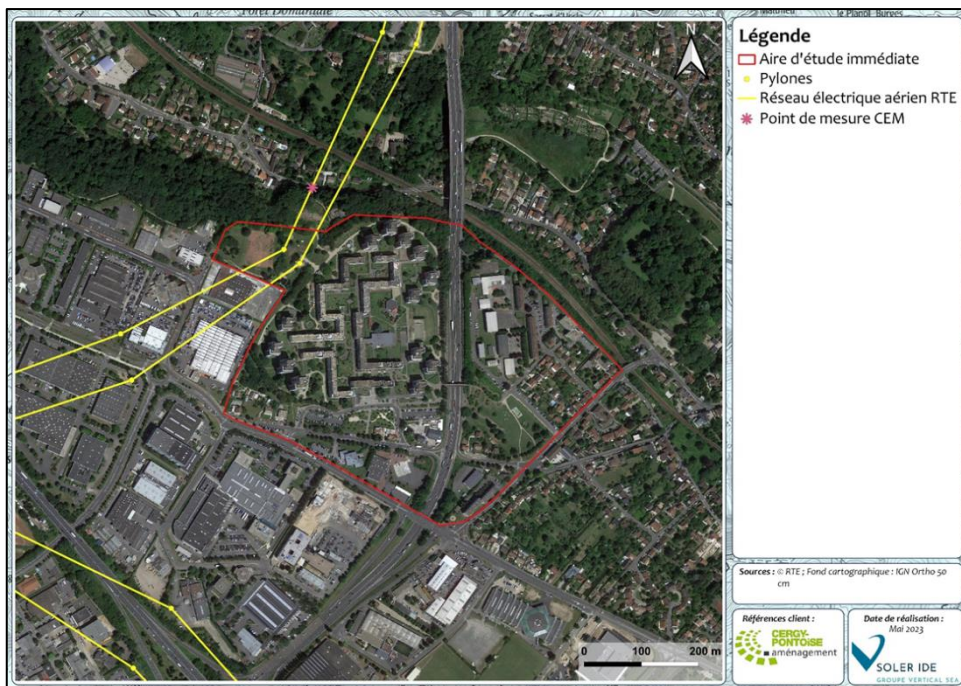 Forêt Domaniale
N
Légende
Aire d'étude immédiate
Pylones
Réseau électrique aérien RTE
Point de mesure CEM
0 100 200 m
Sources : © RTE ; Fond cartographique : IGN Ortho 50
cm
Références client :
CERGY-
PONTOISE
aménagement
Date de réalisation :
Mai 2023
SOLER IDE
GROUPE VERTICAL SEA